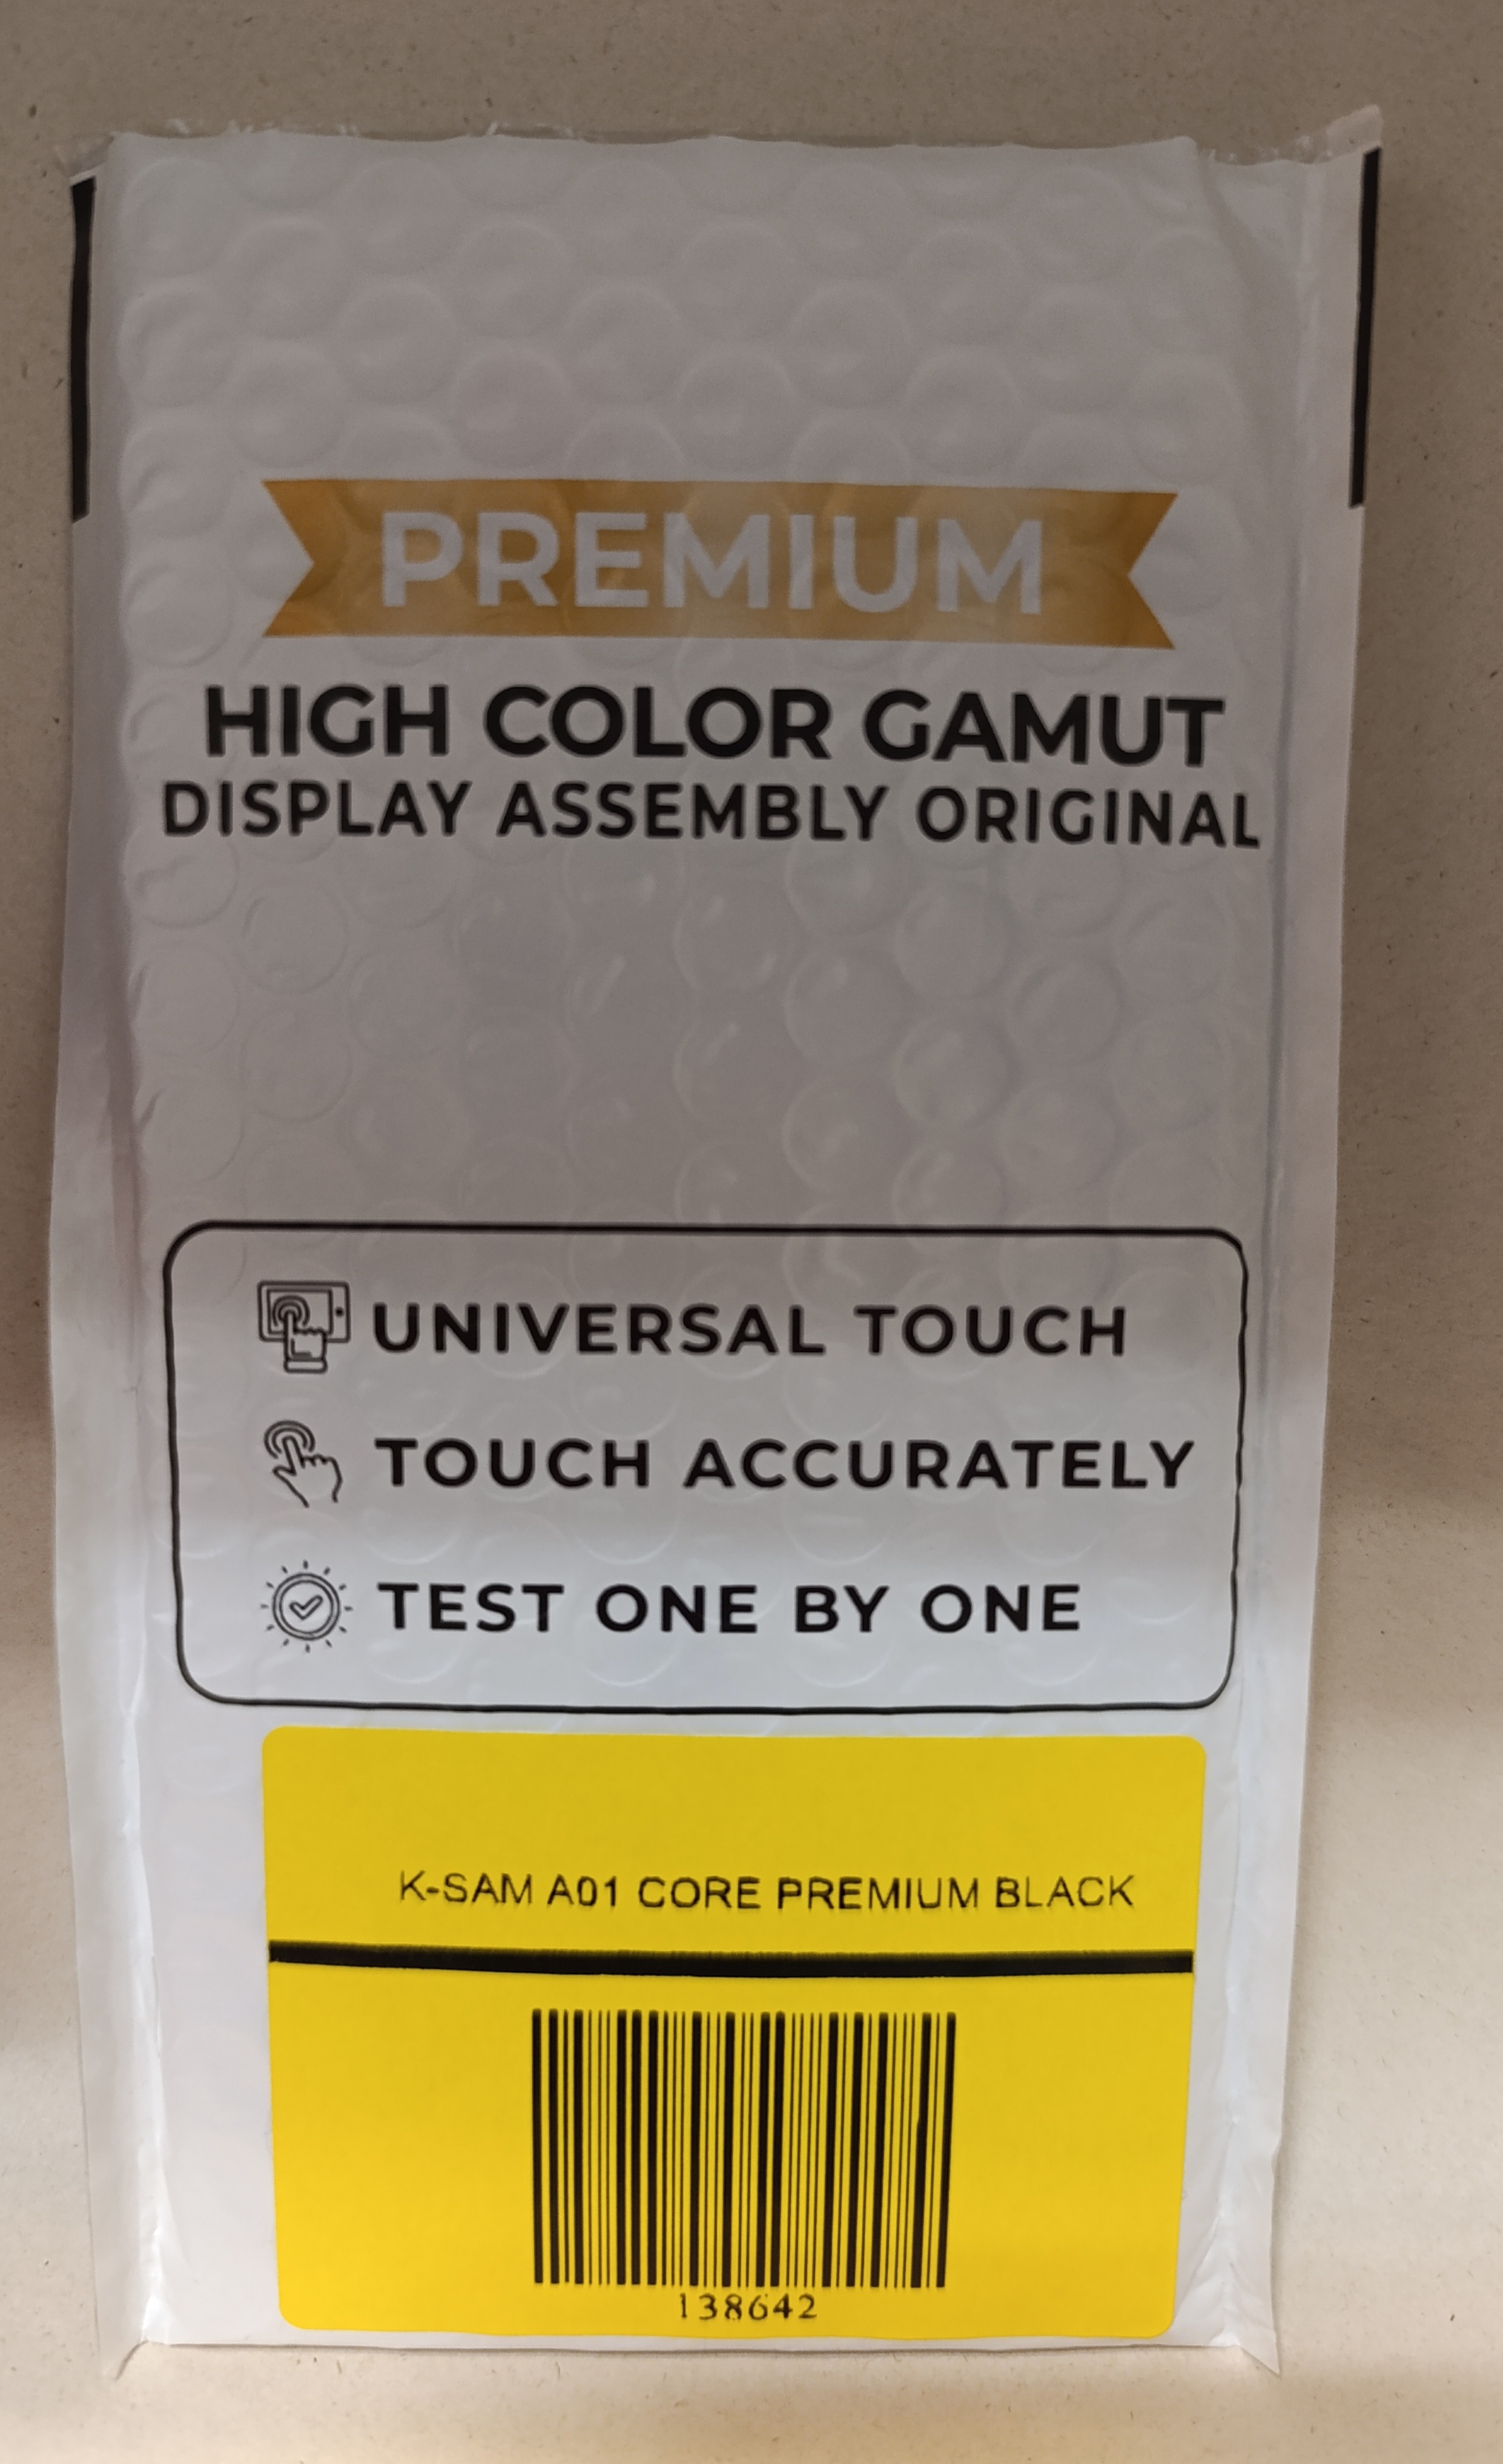 PREMIUM
HIGH COLOR GAMUT
DISPLAY ASSEMBLY ORIGINAL
UNIVERSAL TOUCH
TOUCH ACCURATELY
TEST ONE BY ONE
K-SAM A01 CORE PREMIUM BLACK
138642